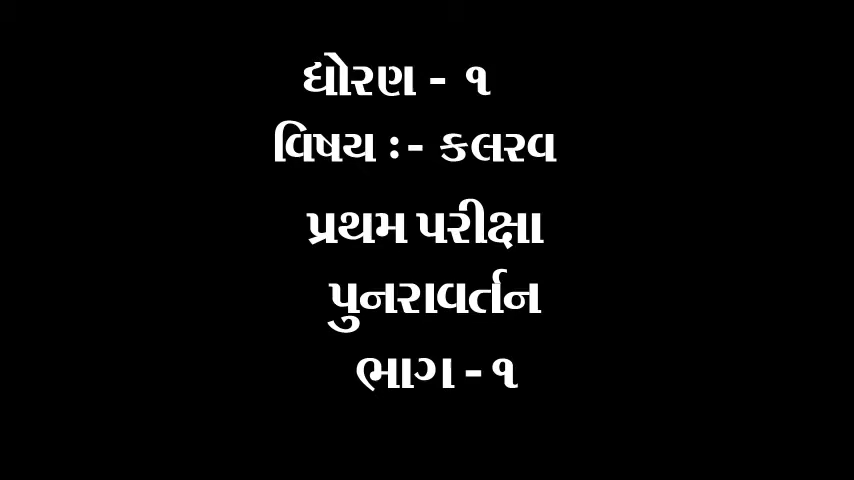 ધોરણ - ૧
વિષય :- કલરવ
પ્રથમ પરીક્ષા
પુનરાવર્તન
ભાગ - ૧